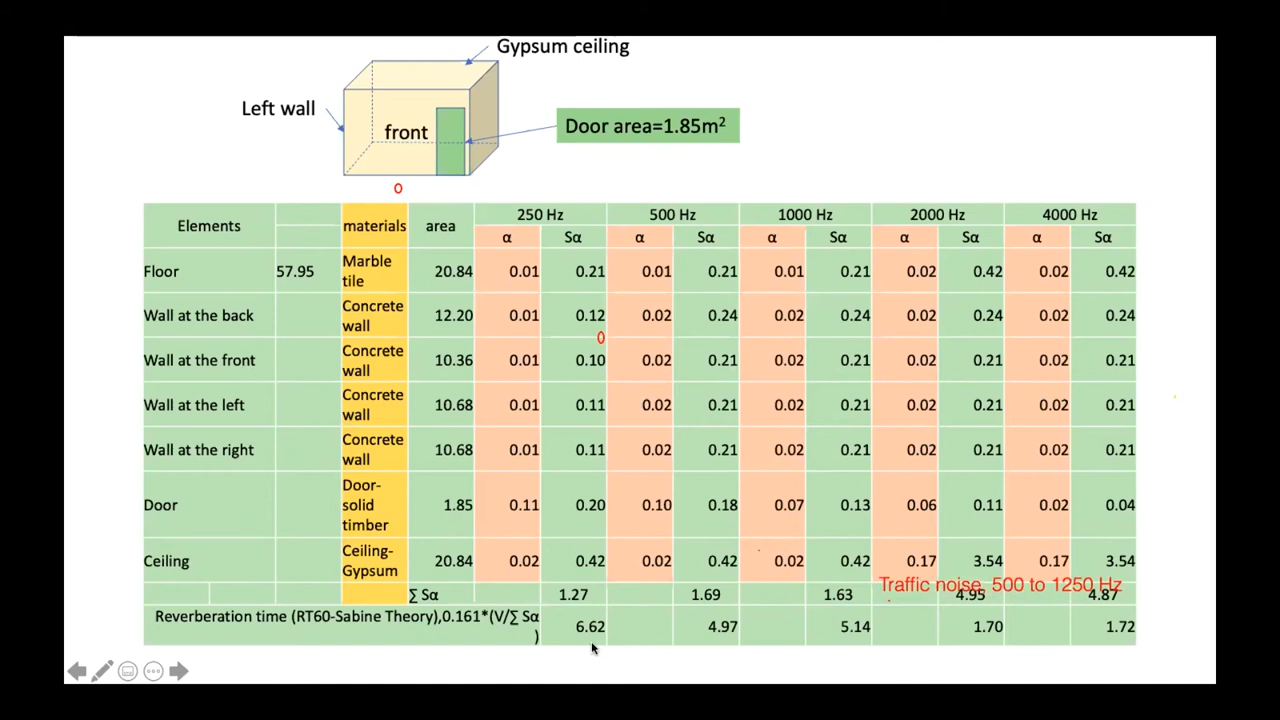 Gypsum ceiling
Left wall
front
Door area=1.85m²
0
Elements materials area 250 Hz 500 Hz 1000 Hz 2000 Hz 4000 Hz
α Sα α Sα α Sα α Sα α Sα
Floor 57.95 Marble tile 20.84 0.01 0.21 0.01 0.21 0.01 0.21 0.02 0.42 0.02 0.42
Wall at the back Concrete wall 12.20 0.01 0.12 0.02 0.24 0.02 0.24 0.02 0.24 0.02 0.24
0
Wall at the front Concrete wall 10.36 0.01 0.10 0.02 0.21 0.02 0.21 0.02 0.21 0.02 0.21
Wall at the left Concrete wall 10.68 0.01 0.11 0.02 0.21 0.02 0.21 0.02 0.21 0.02 0.21
Wall at the right Concrete wall 10.68 0.01 0.11 0.02 0.21 0.02 0.21 0.02 0.21 0.02 0.21
Door Door-solid timber 1.85 0.11 0.20 0.10 0.18 0.07 0.13 0.06 0.11 0.02 0.04
Ceiling Ceiling-Gypsum 20.84 0.02 0.42 0.02 0.42 0.02 0.42 0.17 3.54 0.17 3.54
Traffic noise, 500 to 1250 Hz
∑ Sα 1.27 1.69 1.63 4.95 4.87
Reverberation time (RT60-Sabine Theory),0.161*(V/∑ Sα ) 6.62 4.97 5.14 1.70 1.72